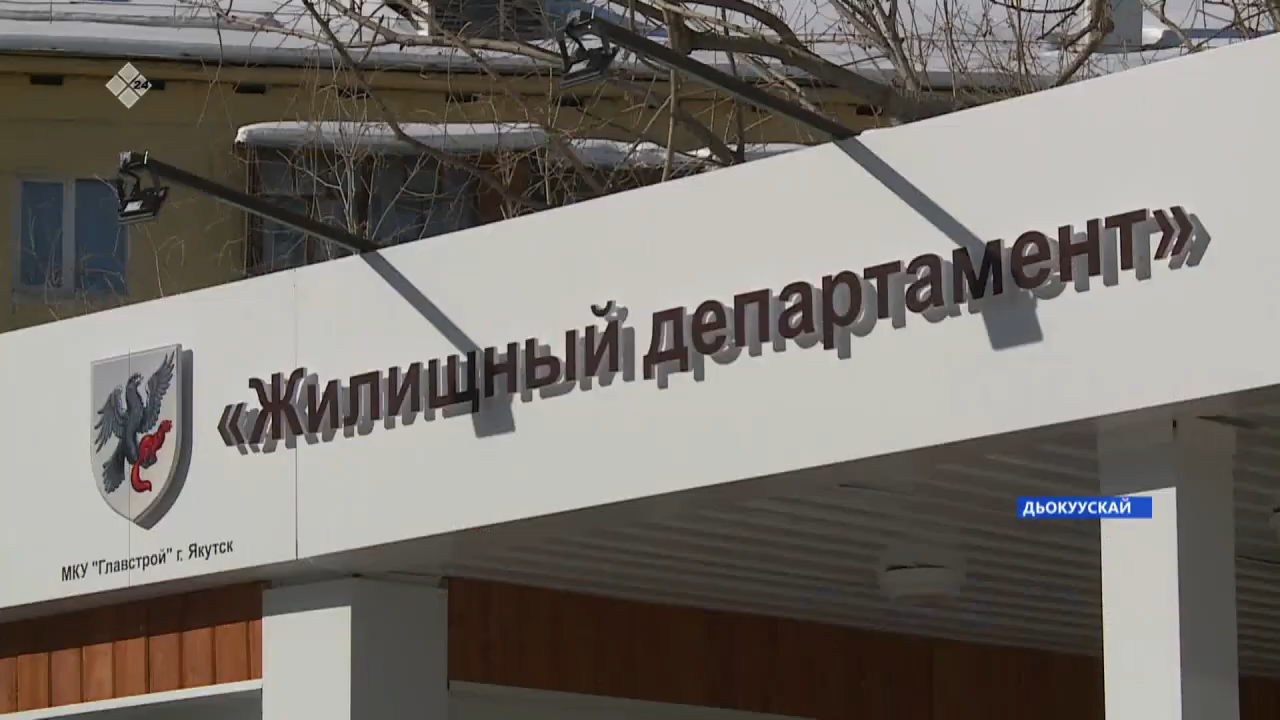 24
«Жилищный департамент»
ДЬОКУУСКАЙ
МКУ "Главстрой" г. Якутск